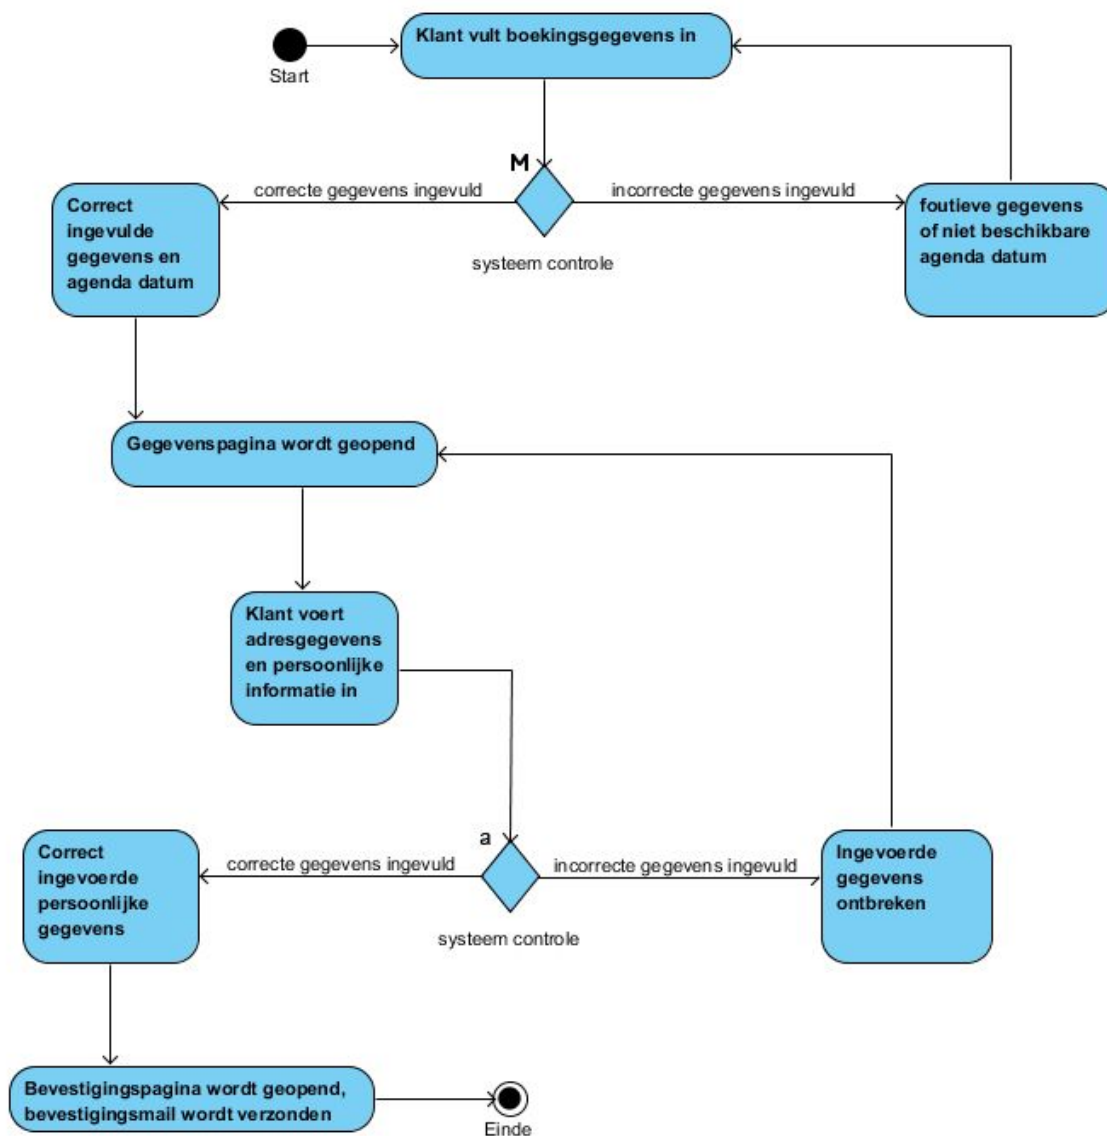 Klant vult boekingsgegevens in
Start
M
correcte gegevens ingevuld
incorrecte gegevens ingevuld
Correct
ingevulde
gegevens en
agenda datum
foutieve gegevens
of niet beschikbare
agenda datum
systeem controle
Gegevenspagina wordt geopend
Klant voert
adresgegevens
en persoonlijke
informatie in
a
correcte gegevens ingevuld
incorrecte gegevens ingevuld
Correct
ingevoerde
persoonlijke
gegevens
Ingevoerde
gegevens
ontbreken
systeem controle
Bevestigingspagina wordt geopend,
bevestigingsmail wordt verzonden
Einde